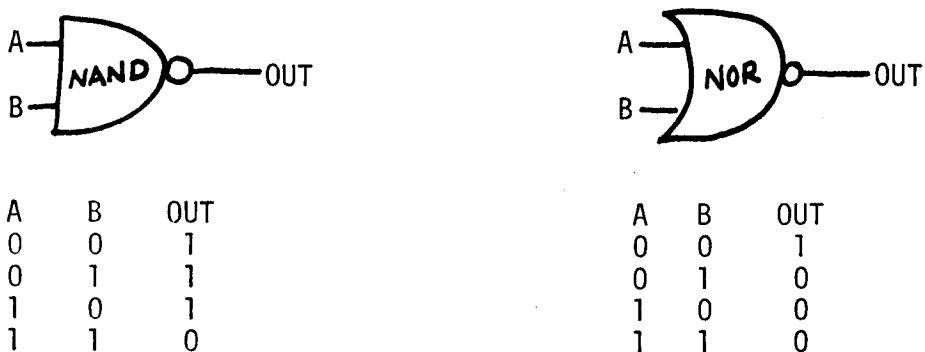 A
NAND
OUT
B
A
NOR
OUT
B
A B OUT
0 0 1
0 1 1
1 0 1
1 1 0
A B OUT
0 0 1
0 1 0
1 0 0
1 1 0